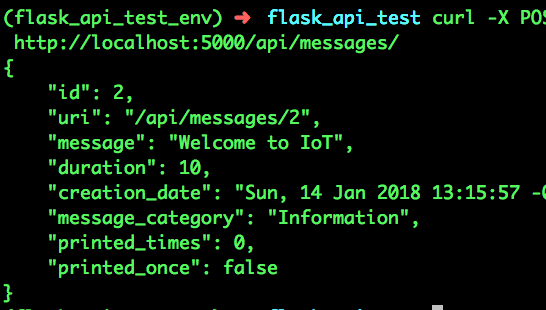 (flask_api_test_env) ➜ flask_api_test curl -X POS
http://localhost:5000/api/messages/
{
    "id": 2,
    "uri": "/api/messages/2",
    "message": "Welcome to IoT",
    "duration": 10,
    "creation_date": "Sun, 14 Jan 2018 13:15:57 -0
    "message_category": "Information",
    "printed_times": 0,
    "printed_once": false
}